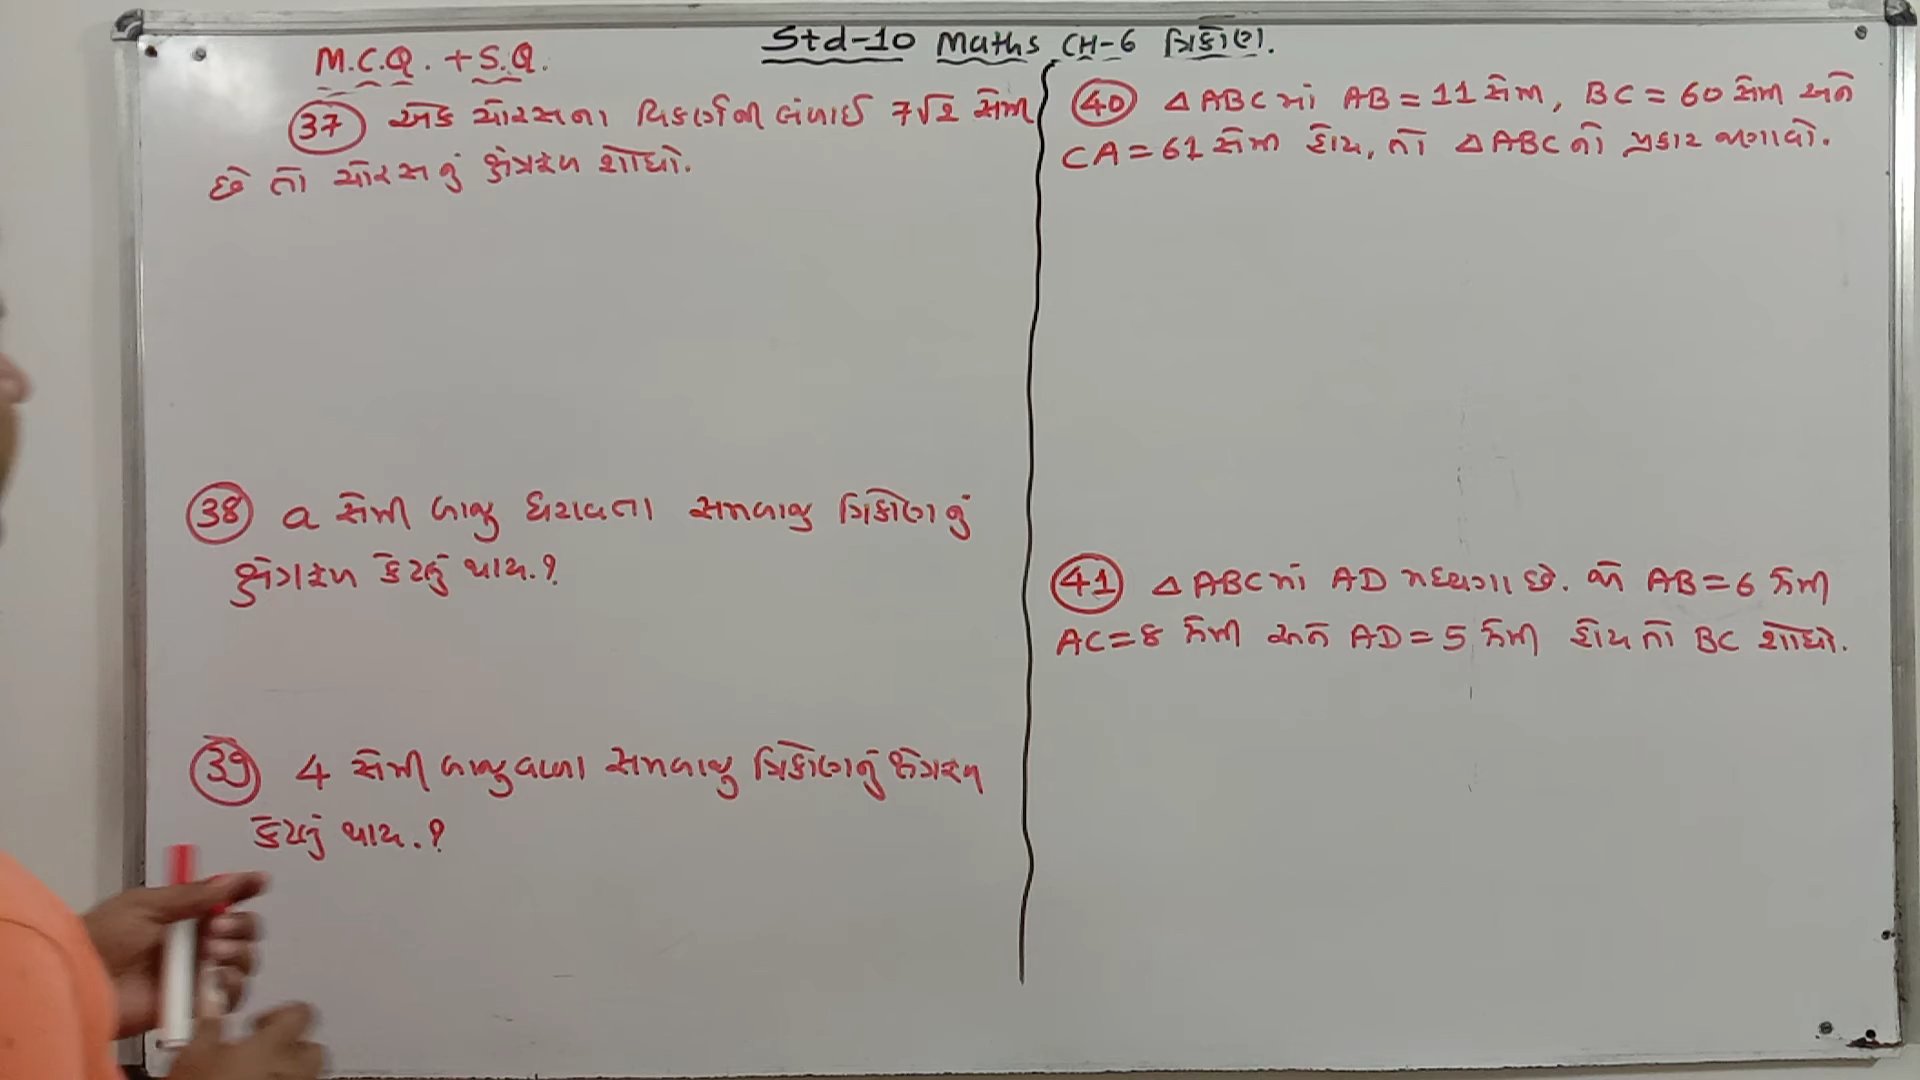 Std-10 Maths CH-6 ત્રિકોણ.
M.C.Q. + S.Q.
(37) એક ચોરસના વિકર્ણની લંબાઈ 7√2 સેમી
છે તો ચોરસનું ક્ષેત્રફળ શોધો.
(38) a સેમી બાજુ ધરાવતા સમબાજુ ત્રિકોણનું
ક્ષેત્રફળ કેટલું થાય.?
(39) 4 સેમી બાજુવાળા સમબાજુ ત્રિકોણનું ક્ષેત્રફળ
કેટલું થાય.?
(40) △ ABC માં AB = 11 સેમી, BC = 60 સેમી અને
CA = 61 સેમી હોય, તો △ ABC નો પ્રકાર જણાવો.
(41) △ ABC માં AD મધ્યગા છે. જો AB = 6 સેમી
AC = 8 સેમી અને AD = 5 સેમી હોય તો BC શોધો.